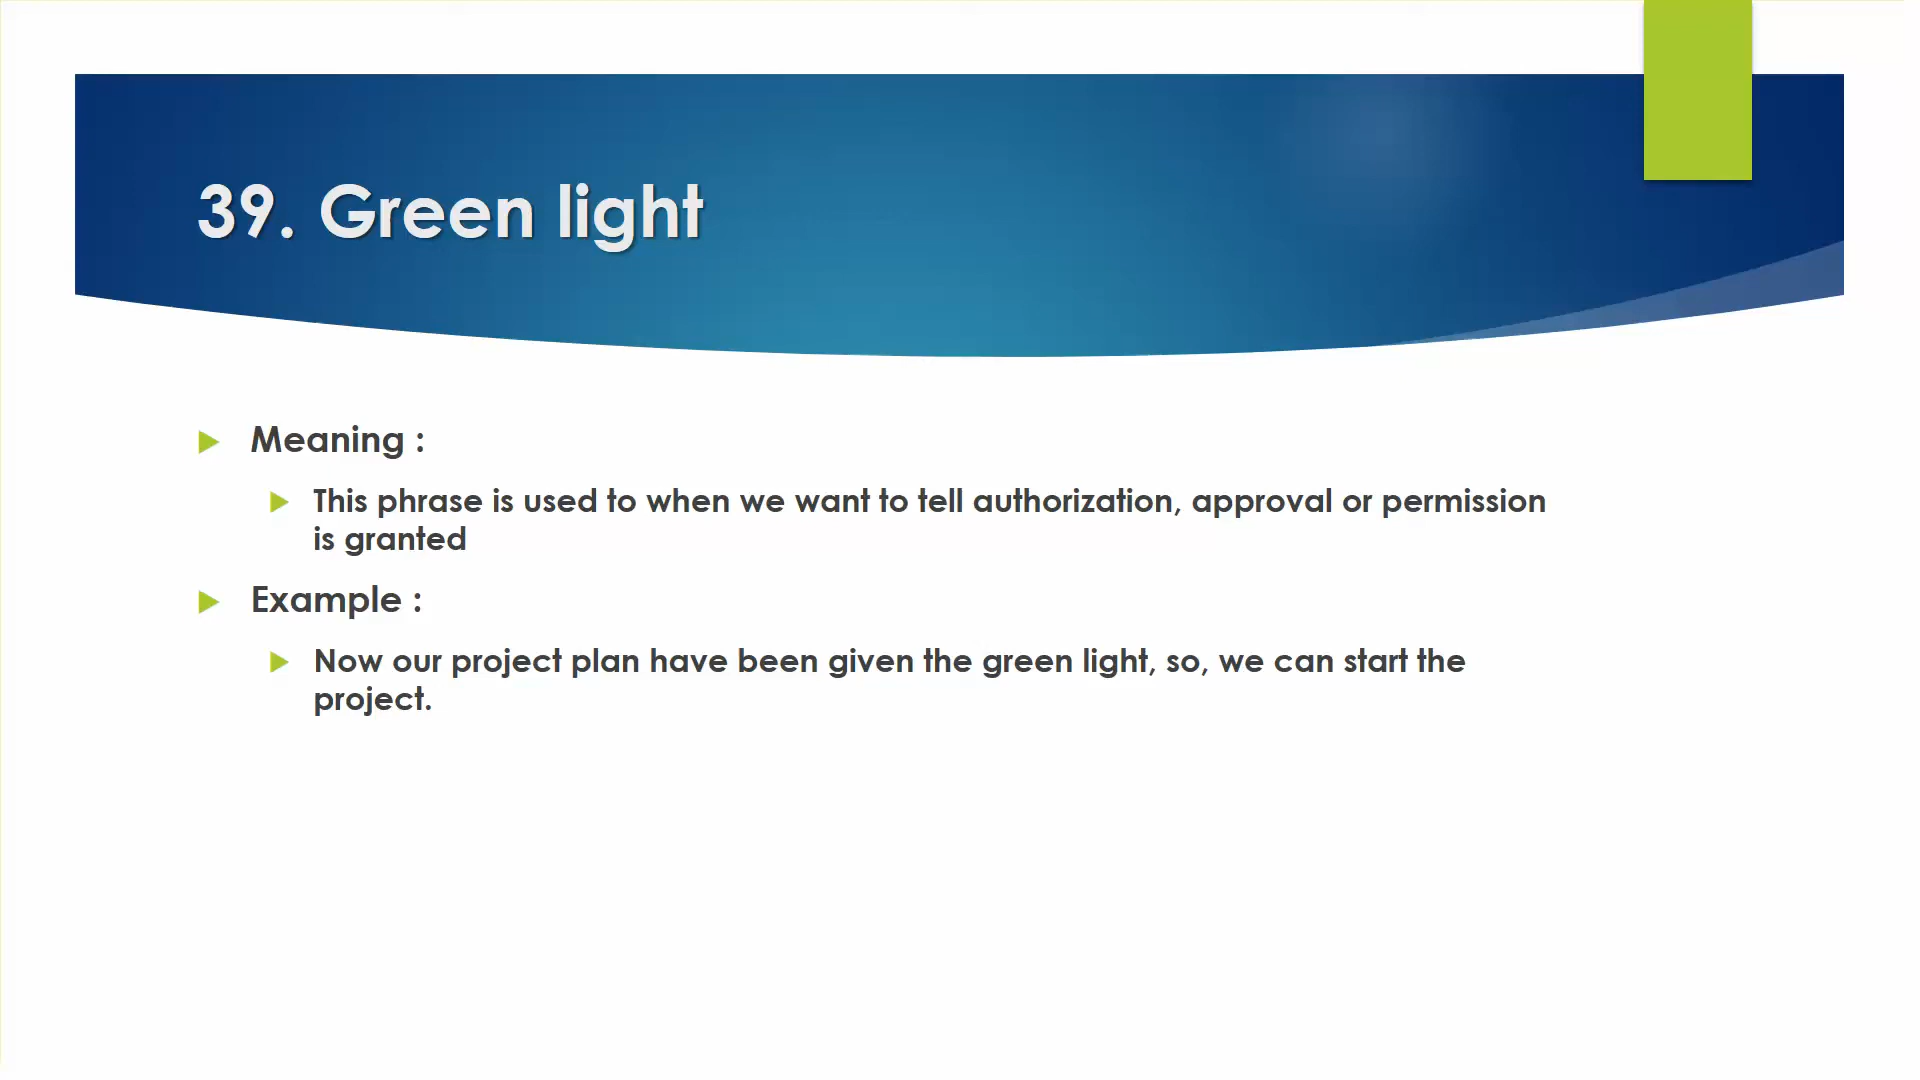 39. Green light
Meaning :
This phrase is used to when we want to tell authorization, approval or permission
is granted
Example :
Now our project plan have been given the green light, so, we can start the
project.